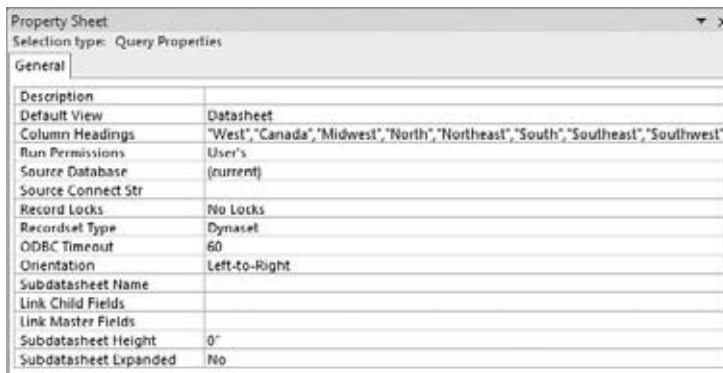 Property Sheet
Selection type: Query Properties
General
Description
Default View Datasheet
Column Headings "West","Canada","Midwest","North","Northeast","South","Southeast","Southwest"
Run Permissions User's
Source Database (current)
Source Connect Str
Record Locks No Locks
Recordset Type Dynaset
ODBC Timeout 60
Orientation Left-to-Right
Subdatasheet Name
Link Child Fields
Link Master Fields
Subdatasheet Height 0"
Subdatasheet Expanded No